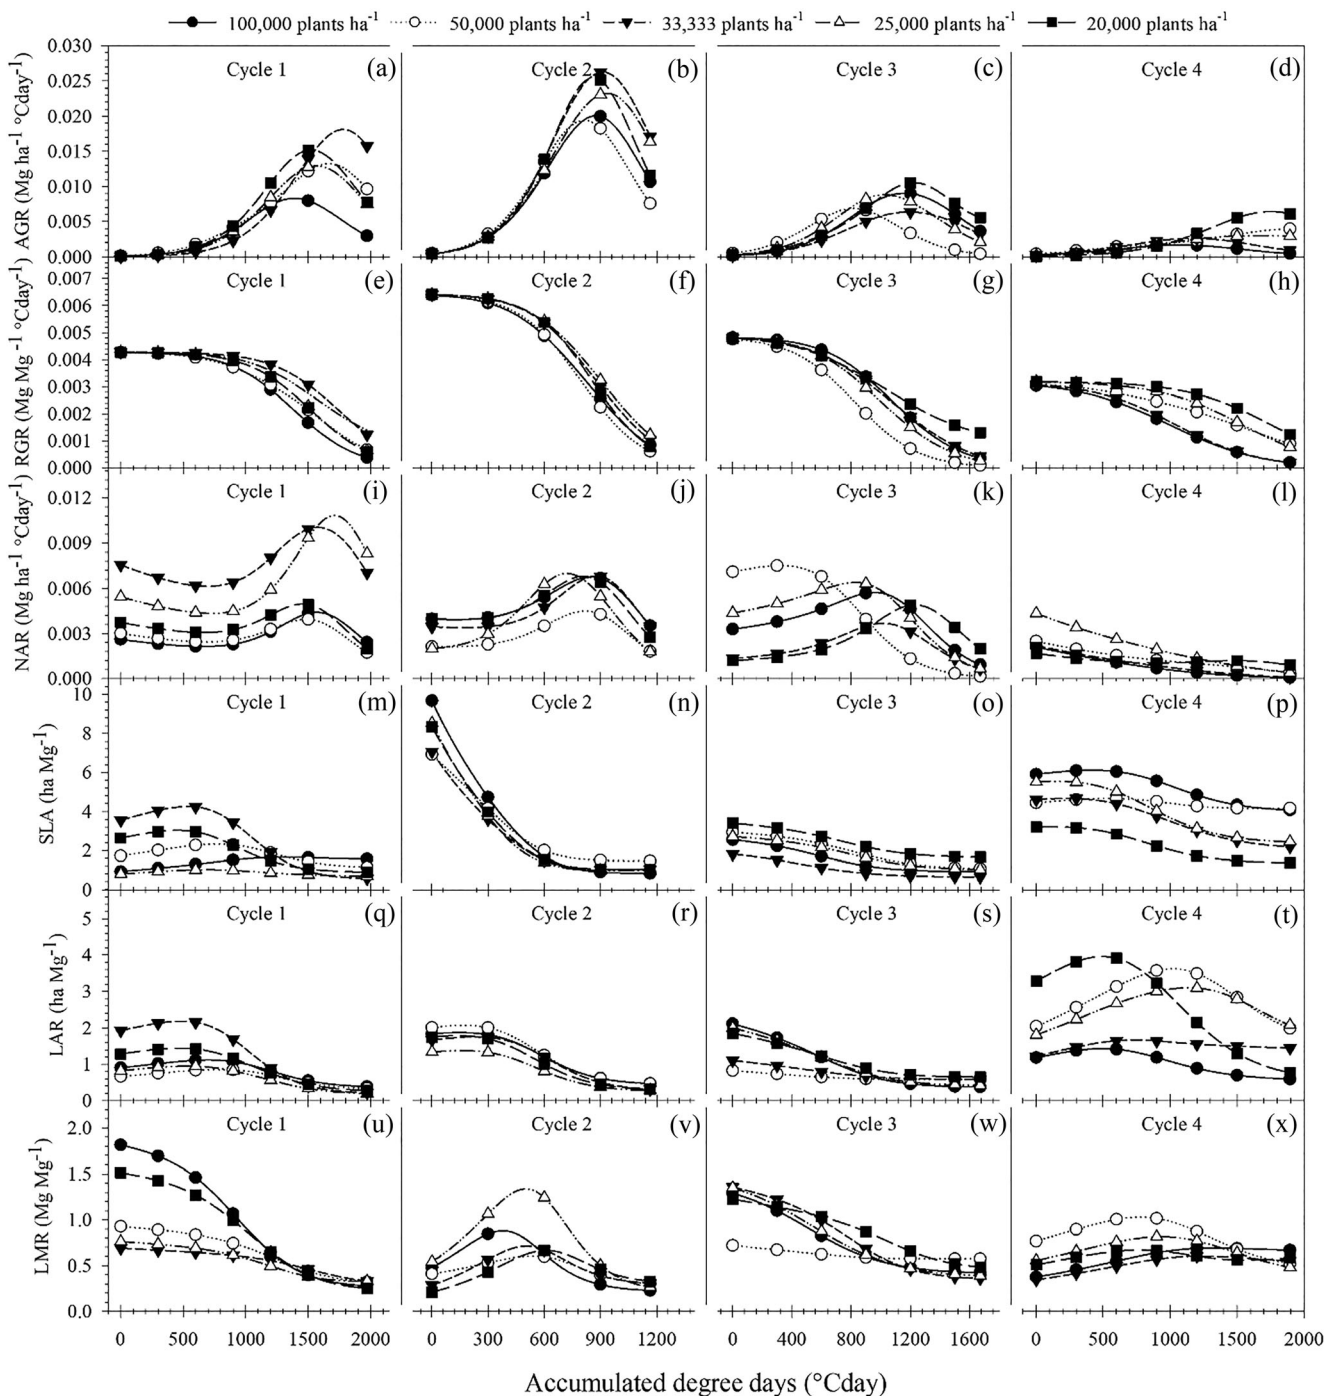 100,000 plants ha-1 50,000 plants ha-1 33,333 plants ha-1 25,000 plants ha-1 20,000 plants ha-1
AGR (Mg ha-1 °Cday-1)
0.030
0.025
0.020
0.015
0.010
0.005
0.000
Cycle 1 (a)
Cycle 2 (b)
Cycle 3 (c)
Cycle 4 (d)
RGR (Mg Mg-1 °Cday-1)
0.007
0.006
0.005
0.004
0.003
0.002
0.001
0.000
Cycle 1 (e)
Cycle 2 (f)
Cycle 3 (g)
Cycle 4 (h)
NAR (Mg ha-1 °Cday-1)
0.012
0.009
0.006
0.003
0.000
Cycle 1 (i)
Cycle 2 (j)
Cycle 3 (k)
Cycle 4 (l)
SLA (ha Mg-1)
10
8
6
4
2
0
Cycle 1 (m)
Cycle 2 (n)
Cycle 3 (o)
Cycle 4 (p)
LAR (ha Mg-1)
5
4
3
2
1
0
Cycle 1 (q)
Cycle 2 (r)
Cycle 3 (s)
Cycle 4 (t)
LMR (Mg Mg-1)
2.0
1.5
1.0
0.5
0.0
Cycle 1 (u)
Cycle 2 (v)
Cycle 3 (w)
Cycle 4 (x)
0 500 1000 1500 2000 0 300 600 900 1200 0 400 800 1200 1600 0 500 1000 1500 2000
Accumulated degree days (°Cday)